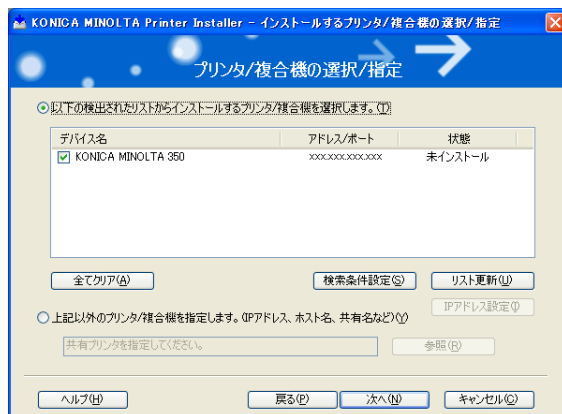 KONICA MINOLTA Printer Installer - インストールするプリンタ/複合機の選択/指定
プリンタ/複合機の選択/指定
以下の検出されたリストからインストールするプリンタ/複合機を選択します。(T)
デバイス名 アドレス/ポート 状態
KONICA MINOLTA 350 xxx.xxx.xxx.xxx 未インストール
全てクリア(A) 検索条件設定(S) リスト更新(U)
IPアドレス設定(I)
上記以外のプリンタ/複合機を指定します。(IPアドレス、ホスト名、共有名など)(Y)
共有プリンタを指定してください。 参照(R)
ヘルプ(H) 戻る(P) 次へ(N) キャンセル(C)